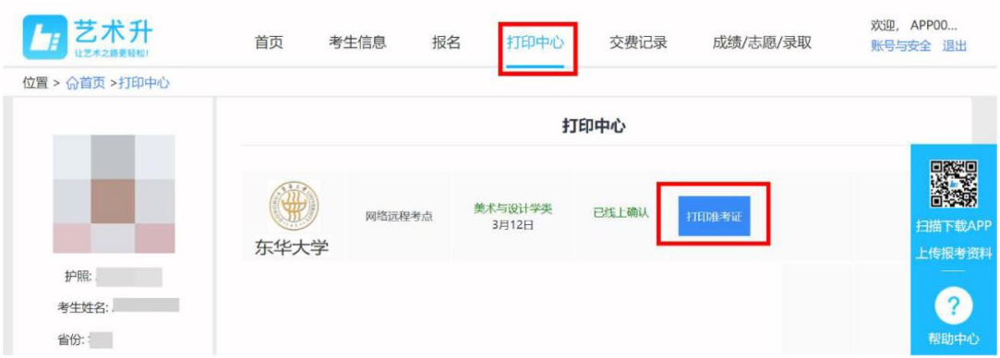 艺术升
让艺术之路更轻松!
首页 考生信息 报名 打印中心 交费记录 成绩/志愿/录取
欢迎, APP00...
账号与安全 退出
位置 > 首页 >打印中心
打印中心
东华大学
网络远程考点
美术与设计学类
3月12日
已线上确认
打印准考证
护照:
考生姓名:
省份:
扫描下载APP
上传报考资料
?
帮助中心